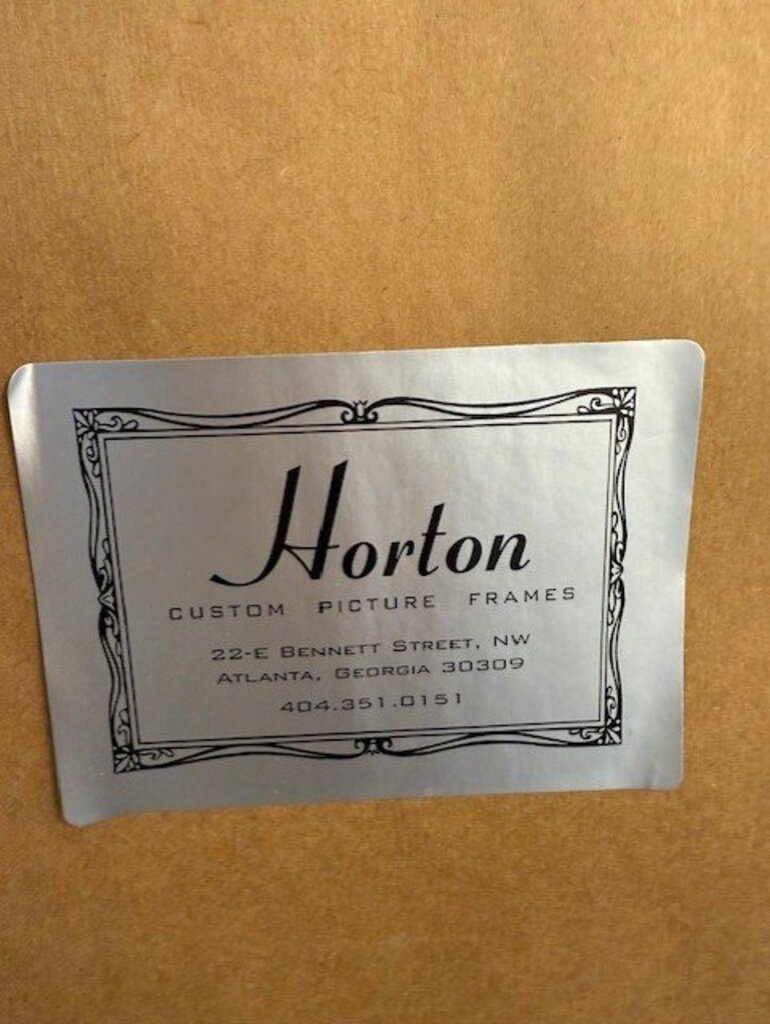 Horton
CUSTOM PICTURE FRAMES
22-E BENNETT STREET, NW
ATLANTA, GEORGIA 30309
404.351.0151